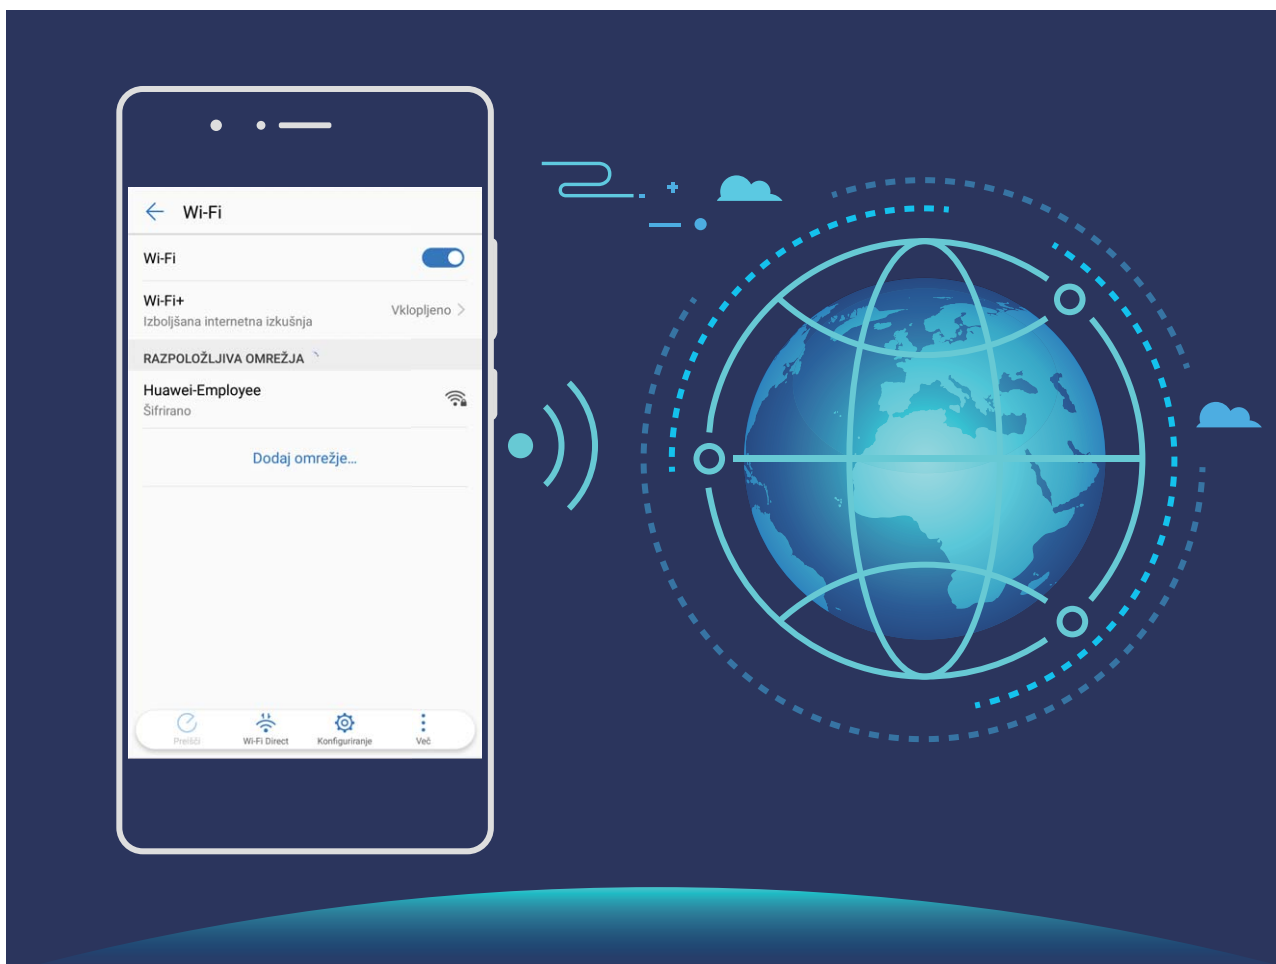 Wi-Fi
Wi-Fi
Wi-Fi+
Izboljšana internetna izkušnja
Vklopljeno
RAZPOLOŽLJIVA OMREŽJA
Huawei-Employee
Šifrirano
Dodaj omrežje...
Preišči
Wi-Fi Direct
Konfiguriranje
Več